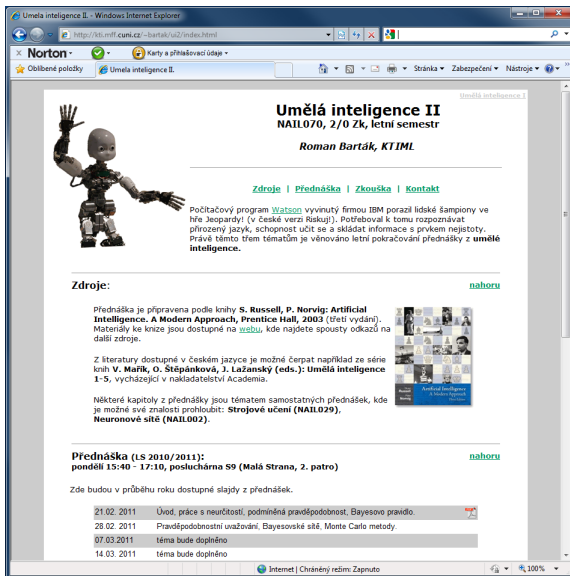 Umela inteligence II. - Windows Internet Explorer
http://kti.mff.cuni.cz/~bartak/ui2/index.html
Norton
Karty a přihlašovací údaje
Oblíbené položky
Umela inteligence II.
Stránka
Zabezpečení
Nástroje
Umělá inteligence I
Umělá inteligence II
NAIL070, 2/0 Zk, letní semestr
Roman Barták, KTIML
Zdroje | Přednáška | Zkouška | Kontakt
Počítačový program Watson vyvinutý firmou IBM porazil lidské šampiony ve
hře Jeopardy! (v české verzi Riskuj!). Potřeboval k tomu rozpoznávat
přirozený jazyk, schopnost učit se a skládat informace s prvkem nejistoty.
Právě těmto třem tématům je věnováno letní pokračování přednášky z umělé
inteligence.
Zdroje:
nahoru
Přednáška je připravena podle knihy S. Russell, P. Norvig: Artificial
Intelligence. A Modern Approach, Prentice Hall, 2003 (třetí vydání).
Materiály ke knize jsou dostupné na webu, kde najdete spousty odkazů na
další zdroje.
Z literatury dostupné v českém jazyce je možné čerpat například ze série
knih V. Mařík, O. Štěpánková, J. Lažanský (eds.): Umělá inteligence
1-5, vycházející v nakladatelství Academia.
Některé kapitoly z přednášky jsou tématem samostatných přednášek, kde
je možné své znalosti prohloubit: Strojové učení (NAIL029),
Neuronové sítě (NAIL002).
Artificial Intelligence
A Modern Approach
Přednáška (LS 2010/2011):
nahoru
pondělí 15:40 - 17:10, posluchárna S9 (Malá Strana, 2. patro)
Zde budou v průběhu roku dostupné slajdy z přednášek.
21.02. 2011 Úvod, práce s neurčitostí, podmíněná pravděpodobnost, Bayesovo pravidlo.
28.02. 2011 Pravděpodobnostní uvažování, Bayesovské sítě, Monte Carlo metody.
07.03.2011 téma bude doplněno
14.03. 2011 téma bude doplněno
Internet | Chráněný režim: Zapnuto
100%